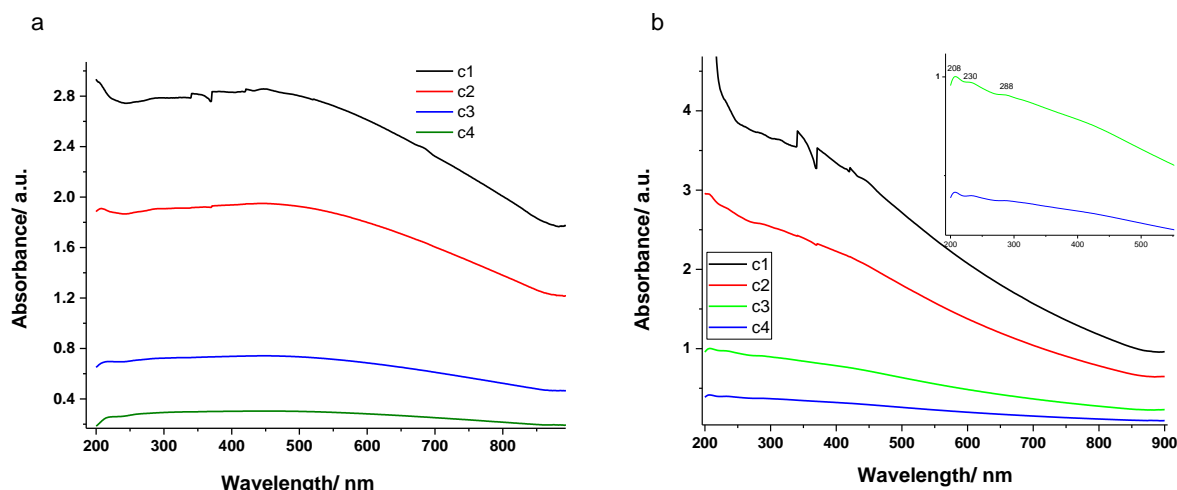 a
2.8
2.4
2.0
1.6
1.2
0.8
0.4
Absorbance/ a.u.
200 300 400 500 600 700 800
Wavelength/ nm
c1
c2
c3
c4
b
4
3
2
1
Absorbance/ a.u.
200 300 400 500 600 700 800 900
Wavelength/ nm
c1
c2
c3
c4
208
230
288
1
200 300 400 500